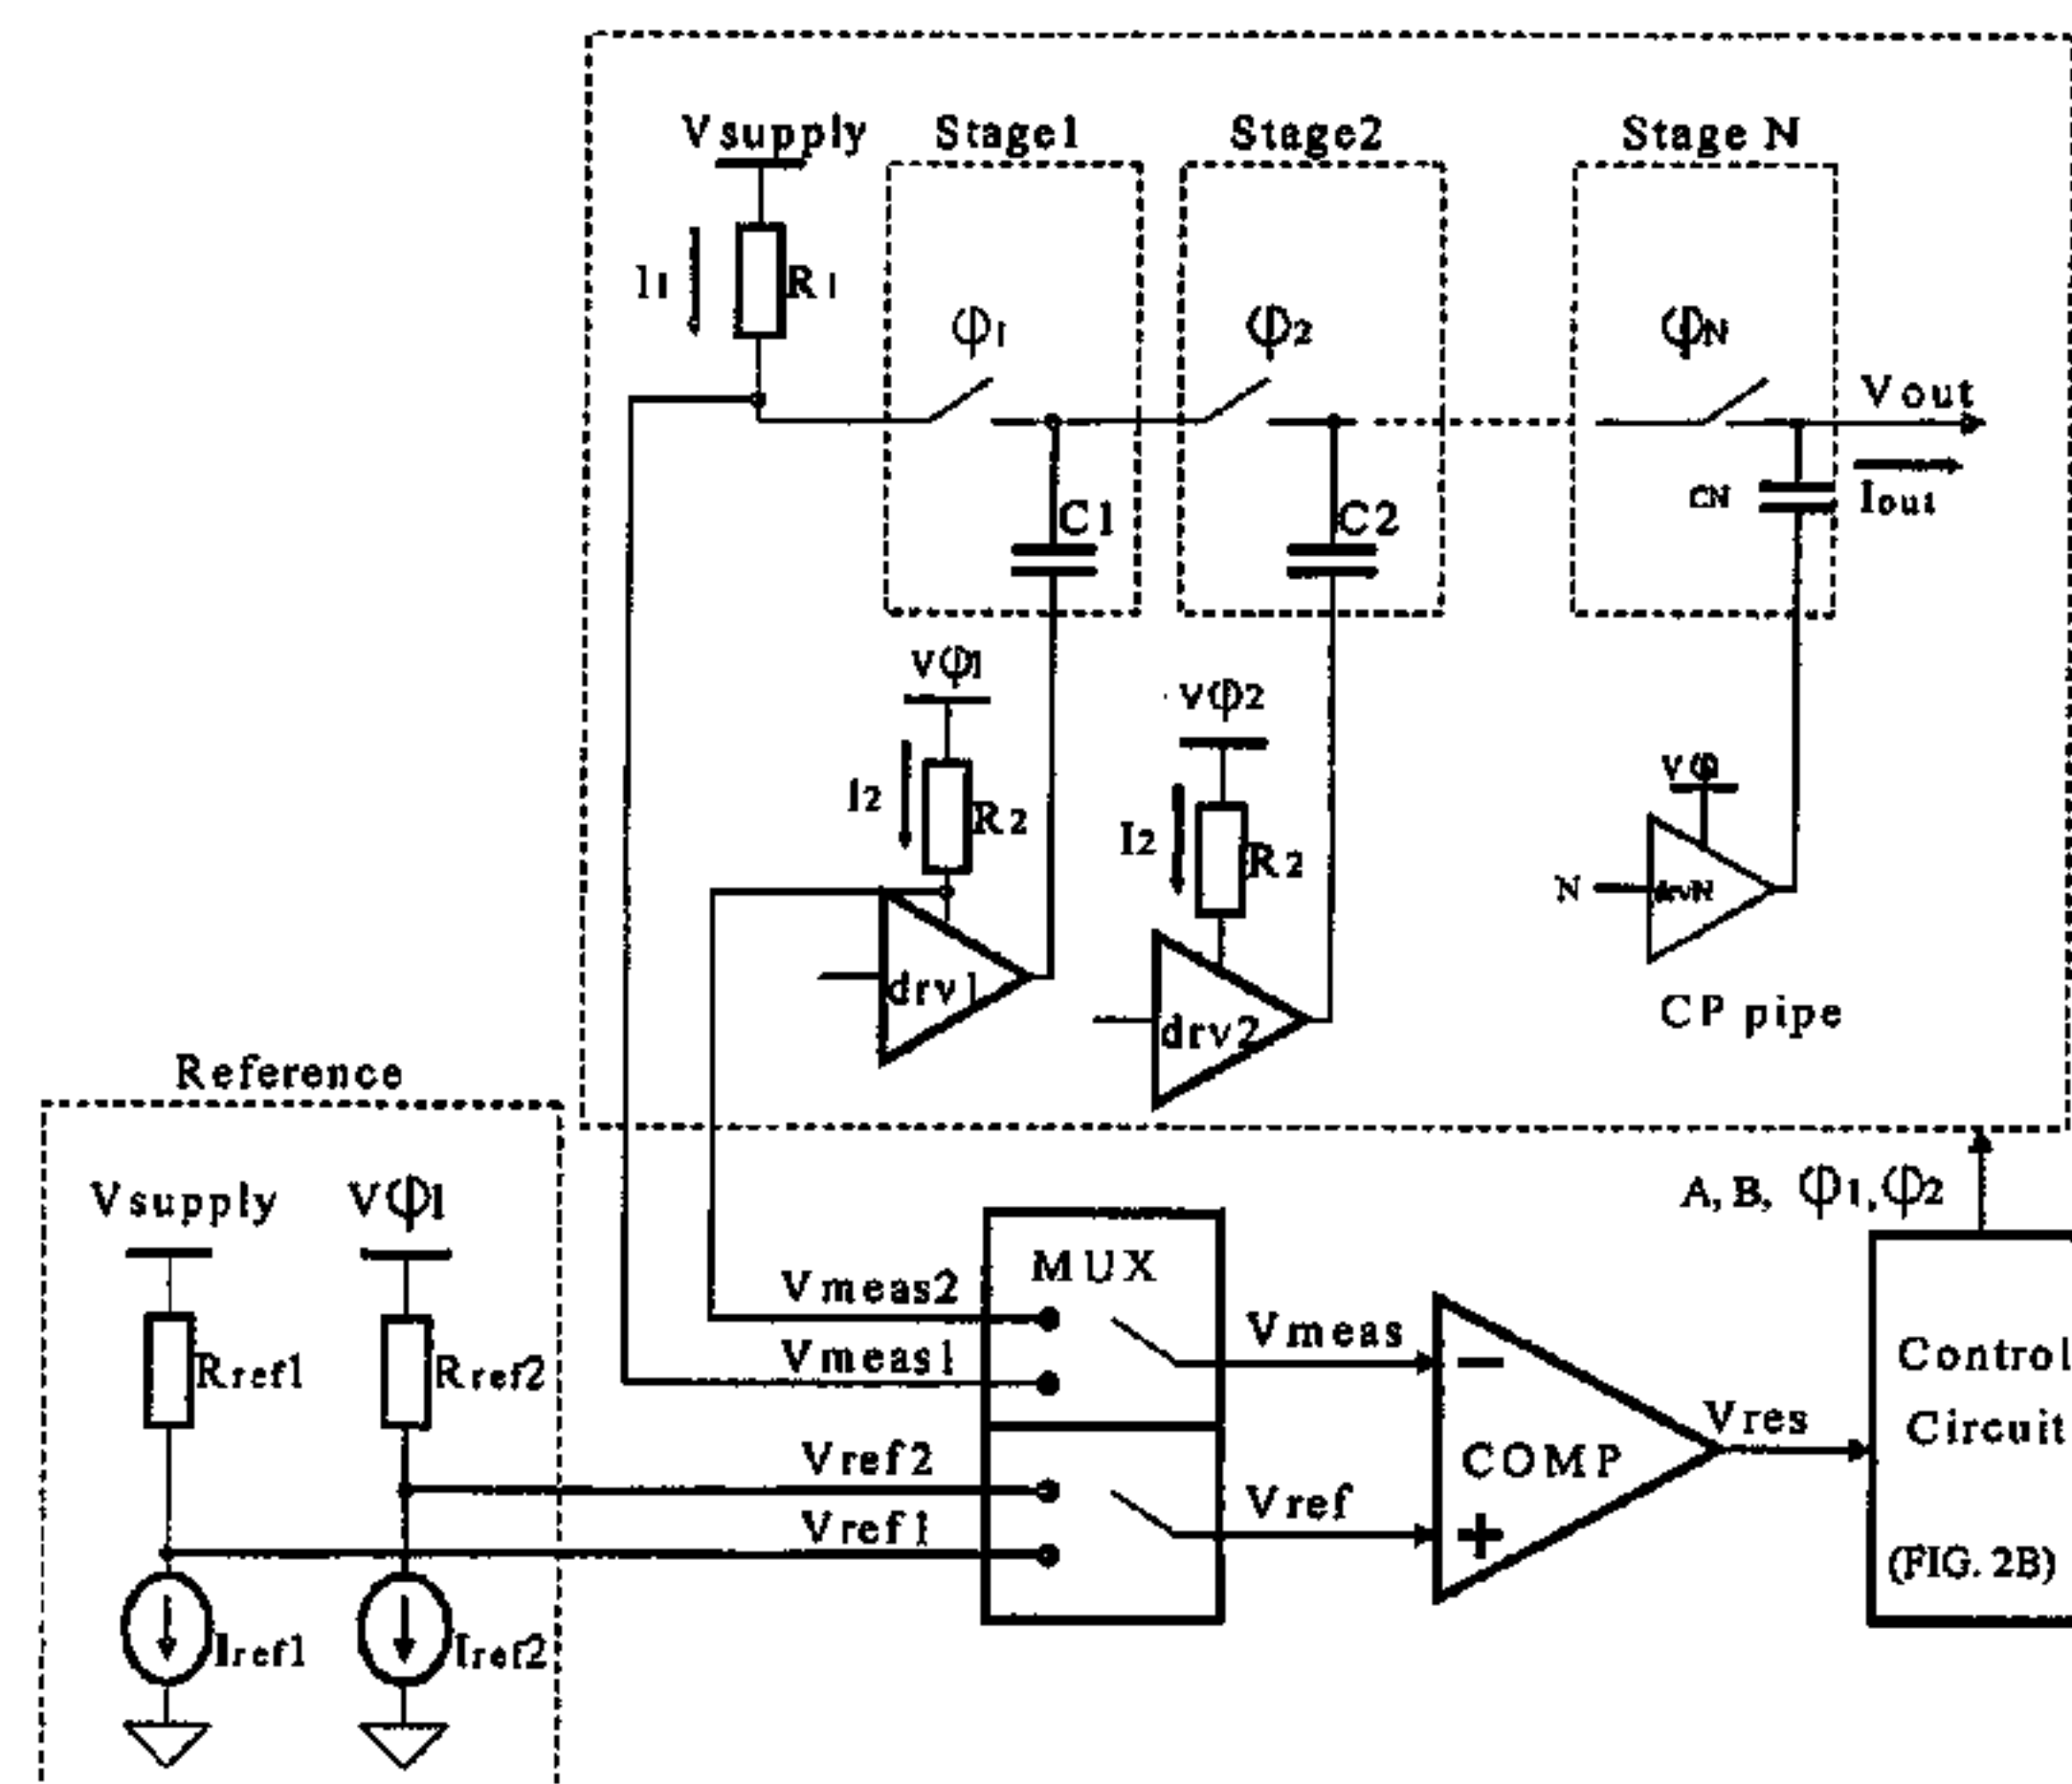 Vsupply Stage1 Stage2 Stage N
I1 R1 φ1 φ2 φN
Vout
C1 C2 CN Iout
Vφ1 Vφ2
I2 R2 I2 R2 Vφ
N drvN
drv1 drv2 CP pipe
Reference
Vsupply Vφ1 A, B, φ1, φ2
MUX
Vmeas2 Vmeas
Vmeas1
Rref1 Rref2 Control
Circuit
Vres
Vref2 COMP
Vref1 Vref
(FIG. 2B)
Iref1 Iref2